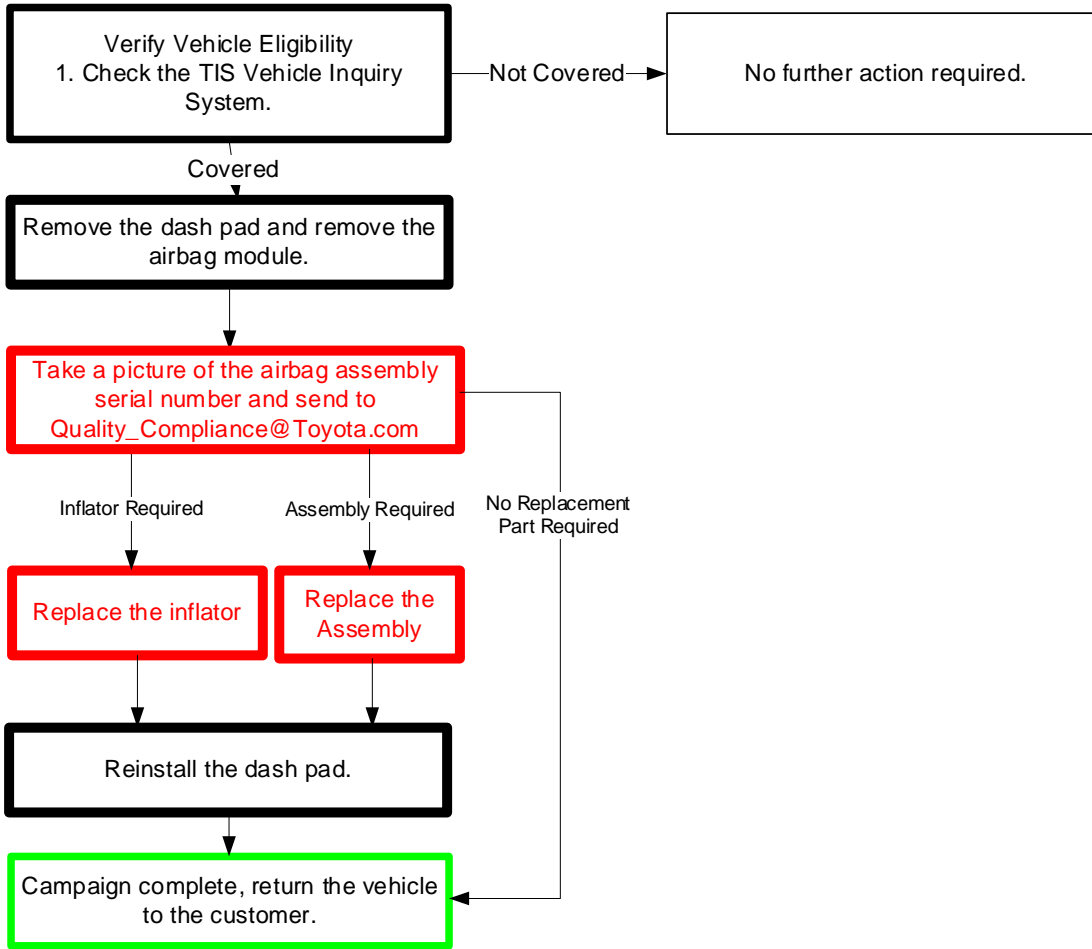 Verify Vehicle Eligibility
1. Check the TIS Vehicle Inquiry
System.
Not Covered
No further action required.
Covered
Remove the dash pad and remove the
airbag module.
Take a picture of the airbag assembly
serial number and send to
Quality_Compliance@Toyota.com
Inflator Required
Assembly Required
No Replacement
Part Required
Replace the inflator
Replace the
Assembly
Reinstall the dash pad.
Campaign complete, return the vehicle
to the customer.